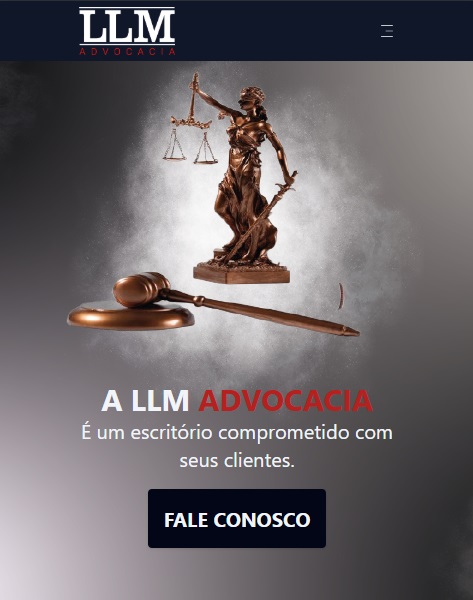 LLM
ADVOCACIA
A LLM ADVOCACIA
É um escritório comprometido com
seus clientes.
FALE CONOSCO